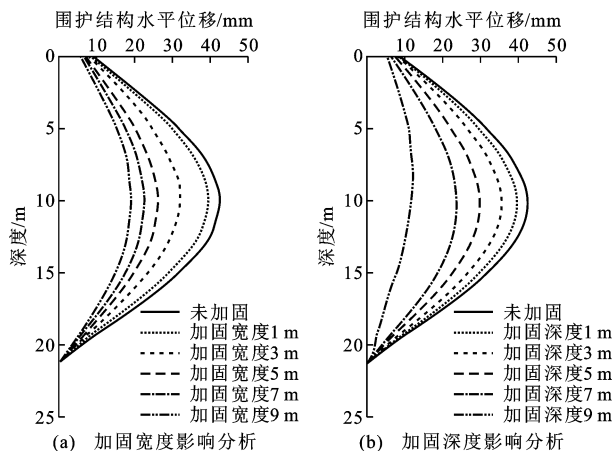 围护结构水平位移/mm
0 10 20 30 40 50
深度/m
0
5
10
15
20
25
未加固
加固宽度1 m
加固宽度3 m
加固宽度5 m
加固宽度7 m
加固宽度9 m
(a) 加固宽度影响分析
围护结构水平位移/mm
10 20 30 40 50
深度/m
0
5
10
15
20
25
未加固
加固深度1 m
加固深度3 m
加固深度5 m
加固深度7 m
加固深度9 m
(b) 加固深度影响分析